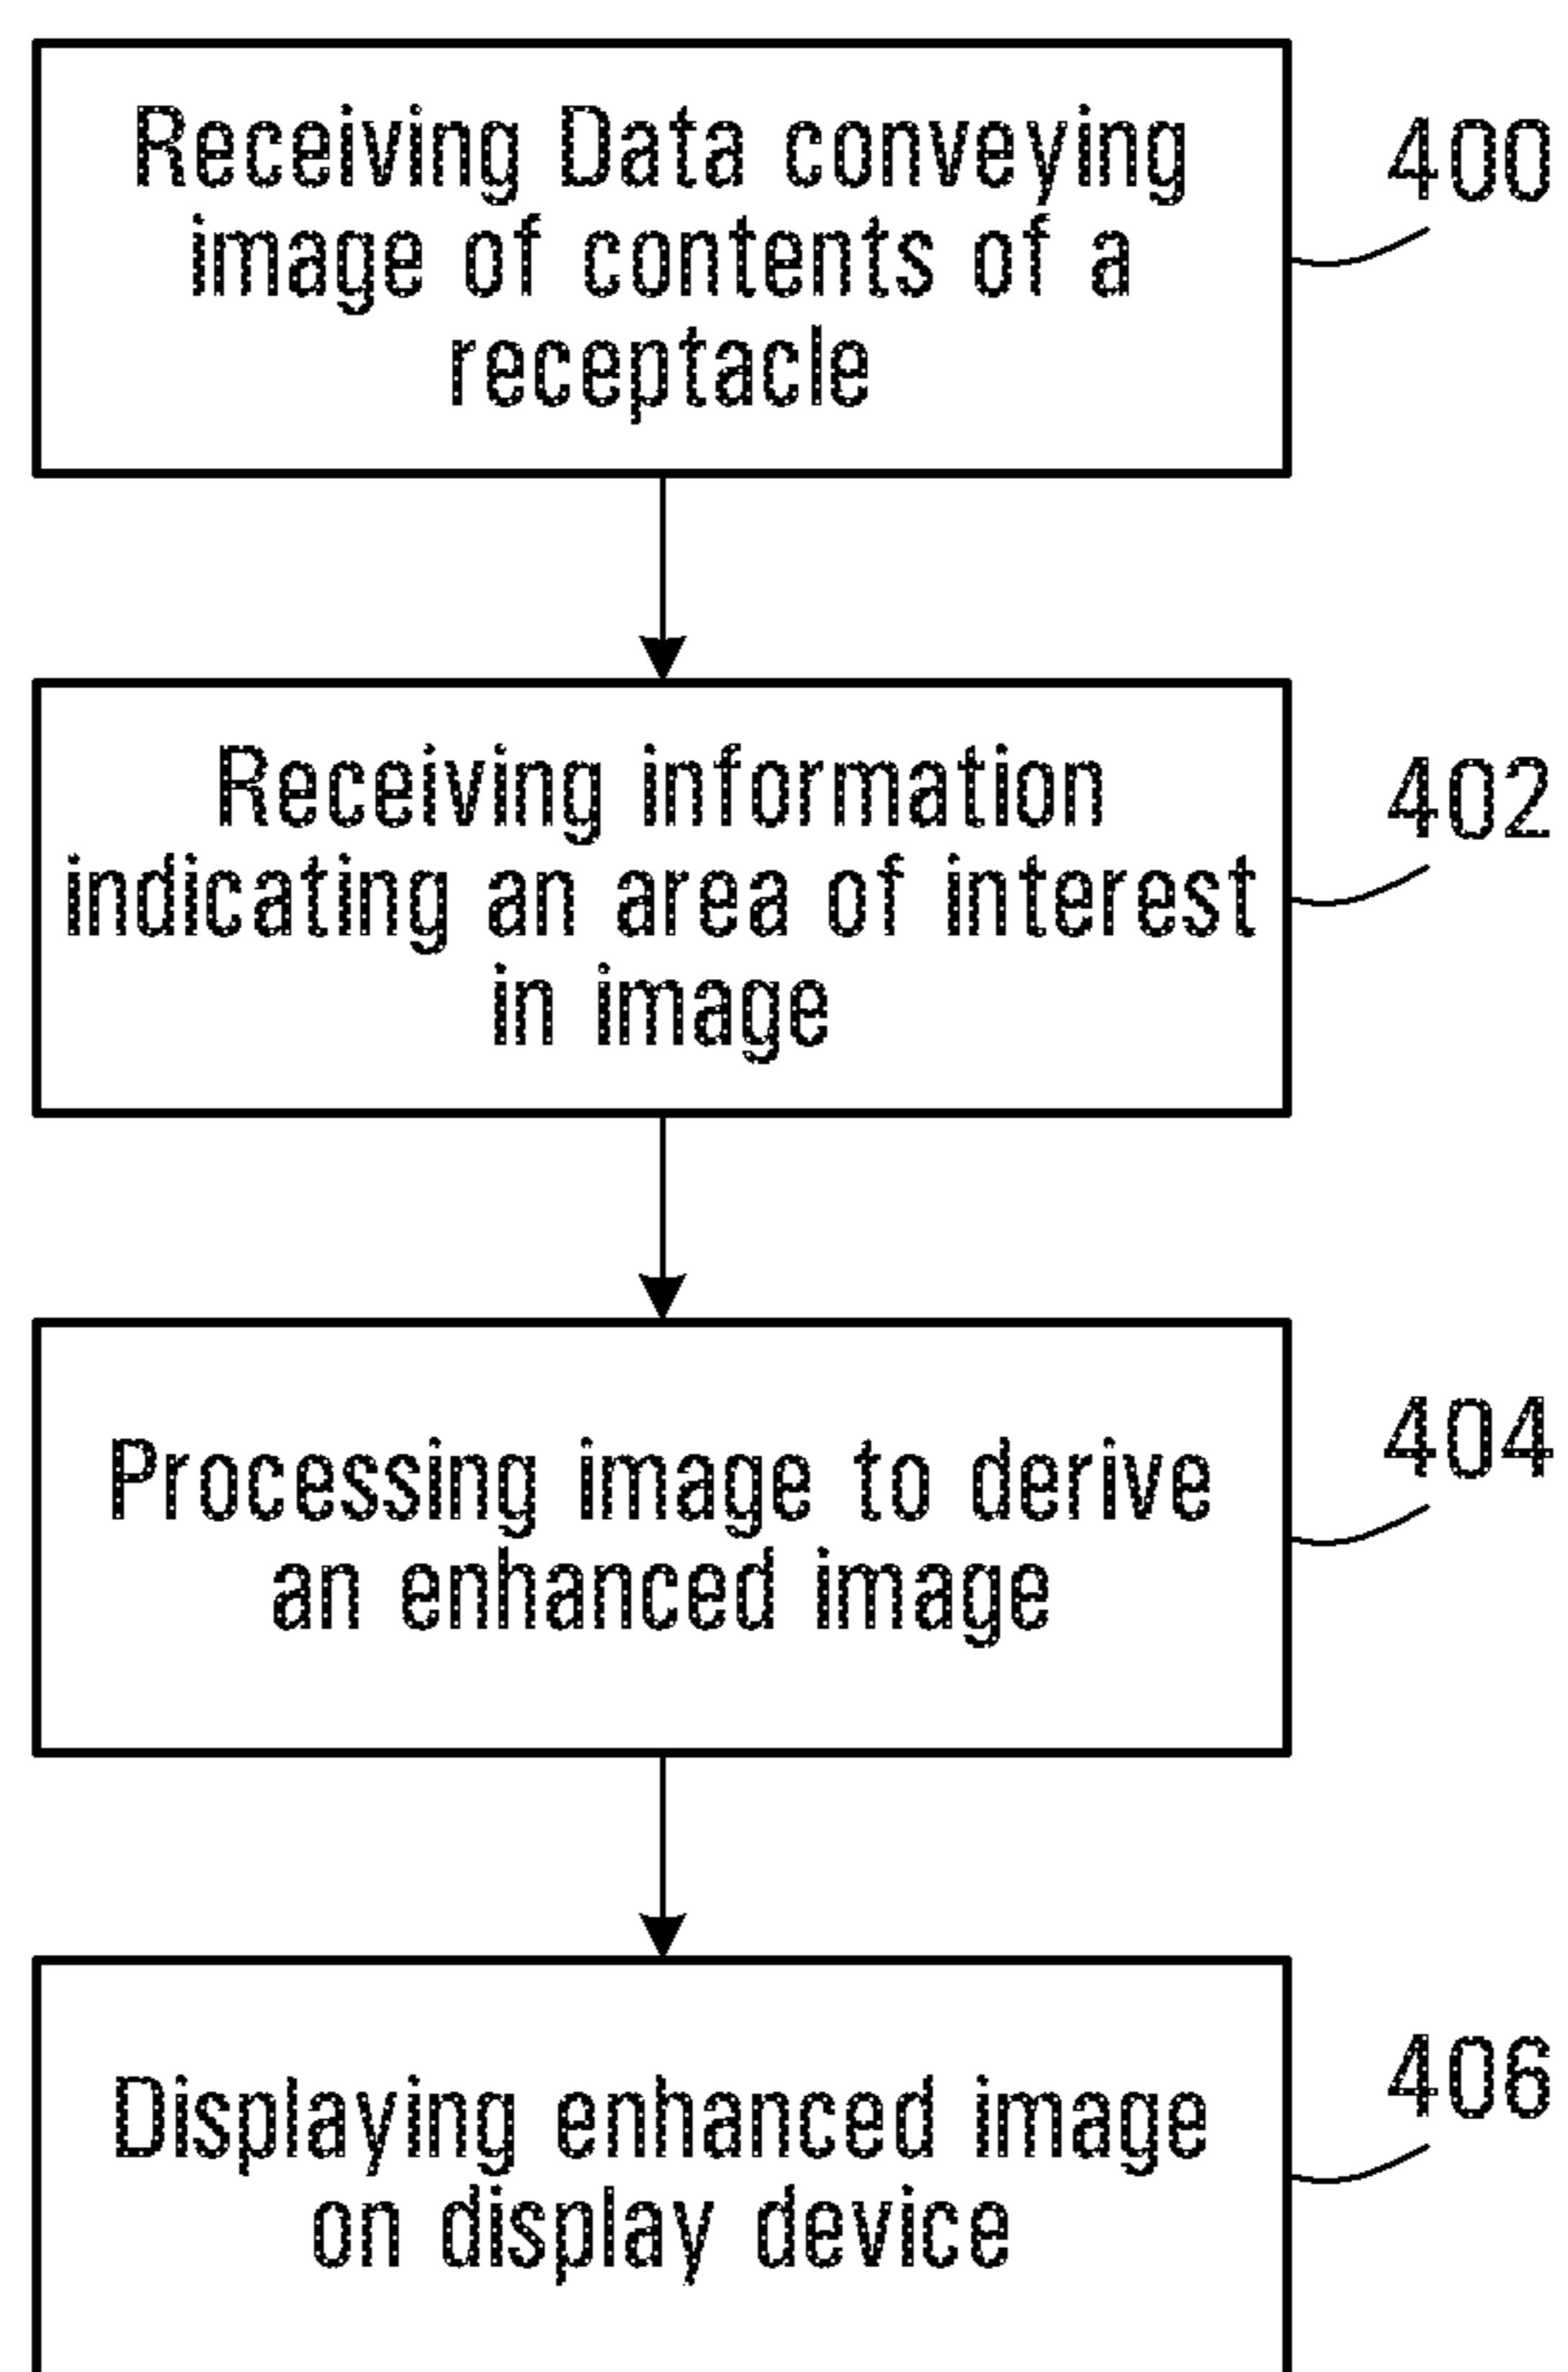 Receiving Data conveying
image of contents of a
receptacle
400
Receiving information
indicating an area of interest
in image
402
Processing image to derive
an enhanced image
404
Displaying enhanced image
on display device
406